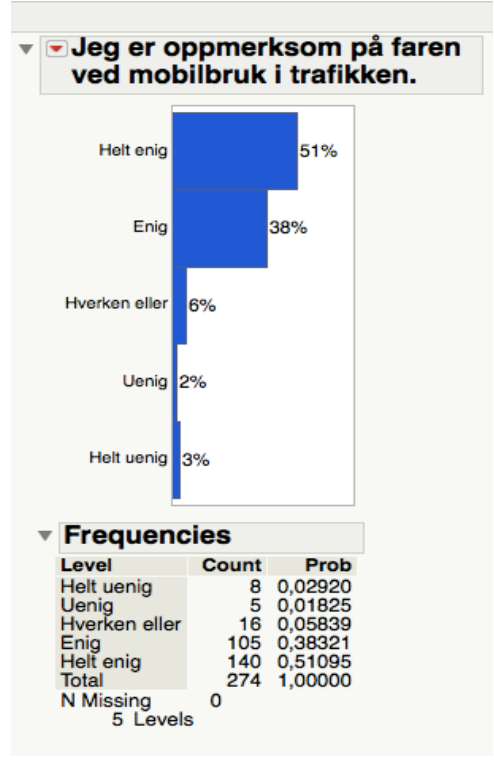 Jeg er oppmerksom på faren
ved mobilbruk i trafikken.
Helt enig 51%
Enig 38%
Hverken eller 6%
Uenig 2%
Helt uenig 3%
Frequencies
Level Count Prob
Helt uenig 8 0,02920
Uenig 5 0,01825
Hverken eller 16 0,05839
Enig 105 0,38321
Helt enig 140 0,51095
Total 274 1,00000
N Missing 0
5 Levels